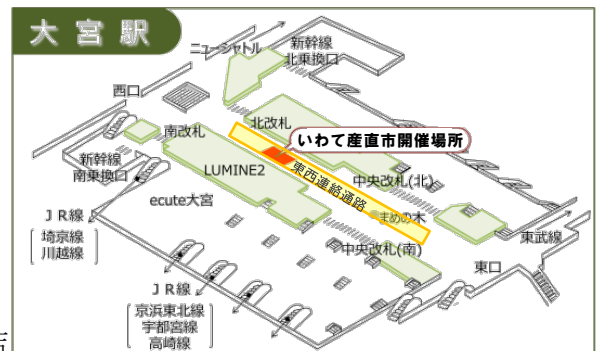 大宮駅
ニューシャトル
新幹線
北乗換口
西口
北改札
南改札
いわて産直市開催場所
新幹線
南乗換口
LUMINE2
東西連絡通路
中央改札(北)
ecute大宮
まめの木
JR線
埼京線
川越線
中央改札(南)
東武線
東口
JR線
京浜東北線
宇都宮線
高崎線